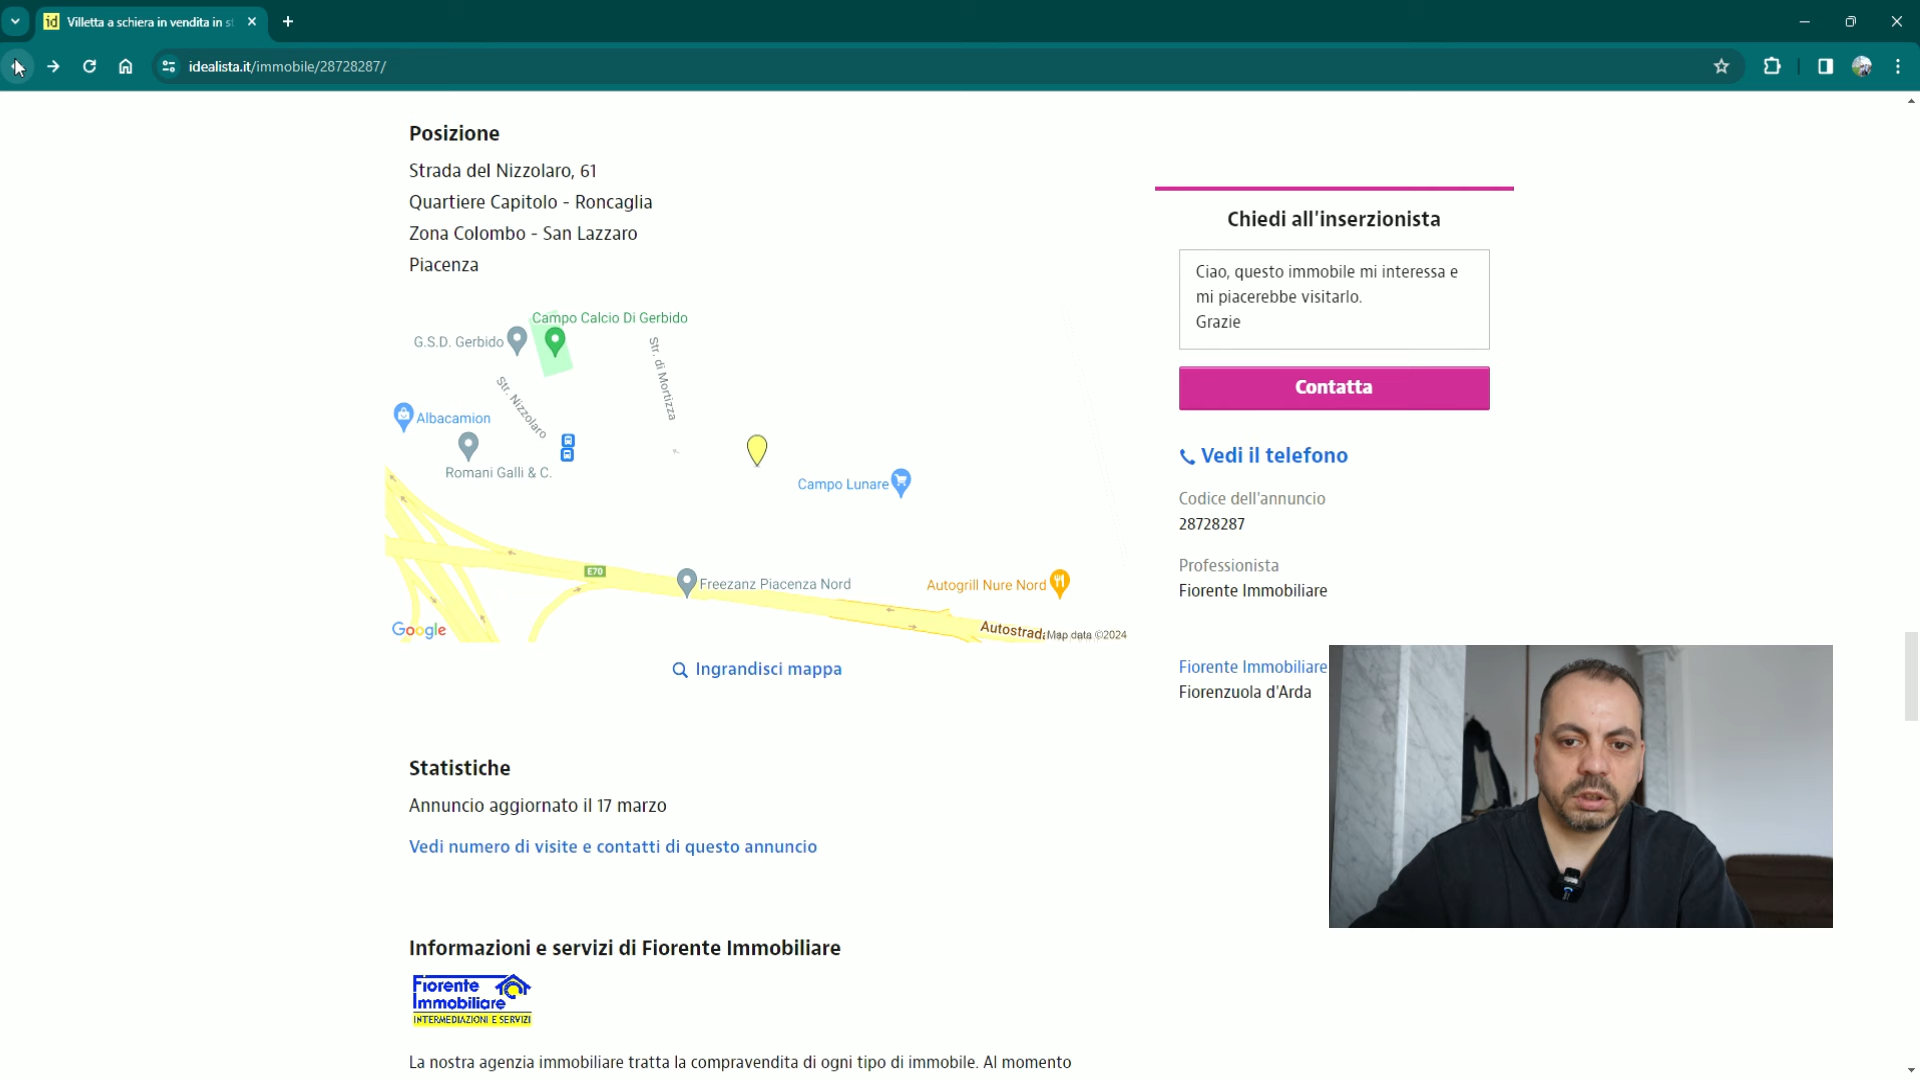 Villetta a schiera in vendita in st
idealista.it/immobile/28728287/
Posizione
Strada del Nizzolaro, 61
Quartiere Capitolo - Roncaglia
Zona Colombo - San Lazzaro
Piacenza
Campo Calcio Di Gerbido
G.S.D. Gerbido
Str. di Mortizza
Str. Nizzolaro
Albacamion
Romani Galli & C.
Campo Lunare
E70
Freezanz Piacenza Nord
Autogrill Nure Nord
Google
Autostrada
Map data ©2024
Ingrandisci mappa
Statistiche
Annuncio aggiornato il 17 marzo
Vedi numero di visite e contatti di questo annuncio
Informazioni e servizi di Fiorente Immobiliare
Fiorente
Immobiliare
INTERMEDIAZIONI E SERVIZI
La nostra agenzia immobiliare tratta la compravendita di ogni tipo di immobile. Al momento
Chiedi all'inserzionista
Ciao, questo immobile mi interessa e
mi piacerebbe visitarlo.
Grazie
Contatta
Vedi il telefono
Codice dell'annuncio
28728287
Professionista
Fiorente Immobiliare
Fiorente Immobiliare
Fiorenzuola d'Arda